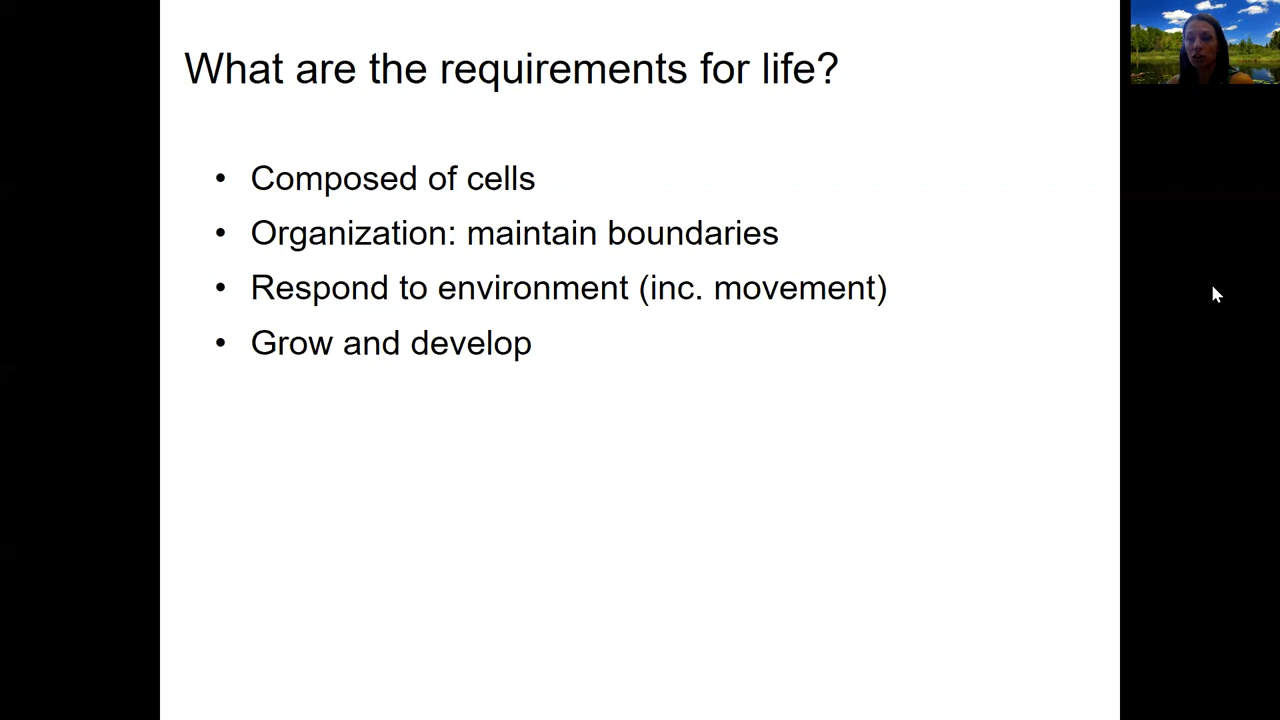 What are the requirements for life?
• Composed of cells
• Organization: maintain boundaries
• Respond to environment (inc. movement)
• Grow and develop